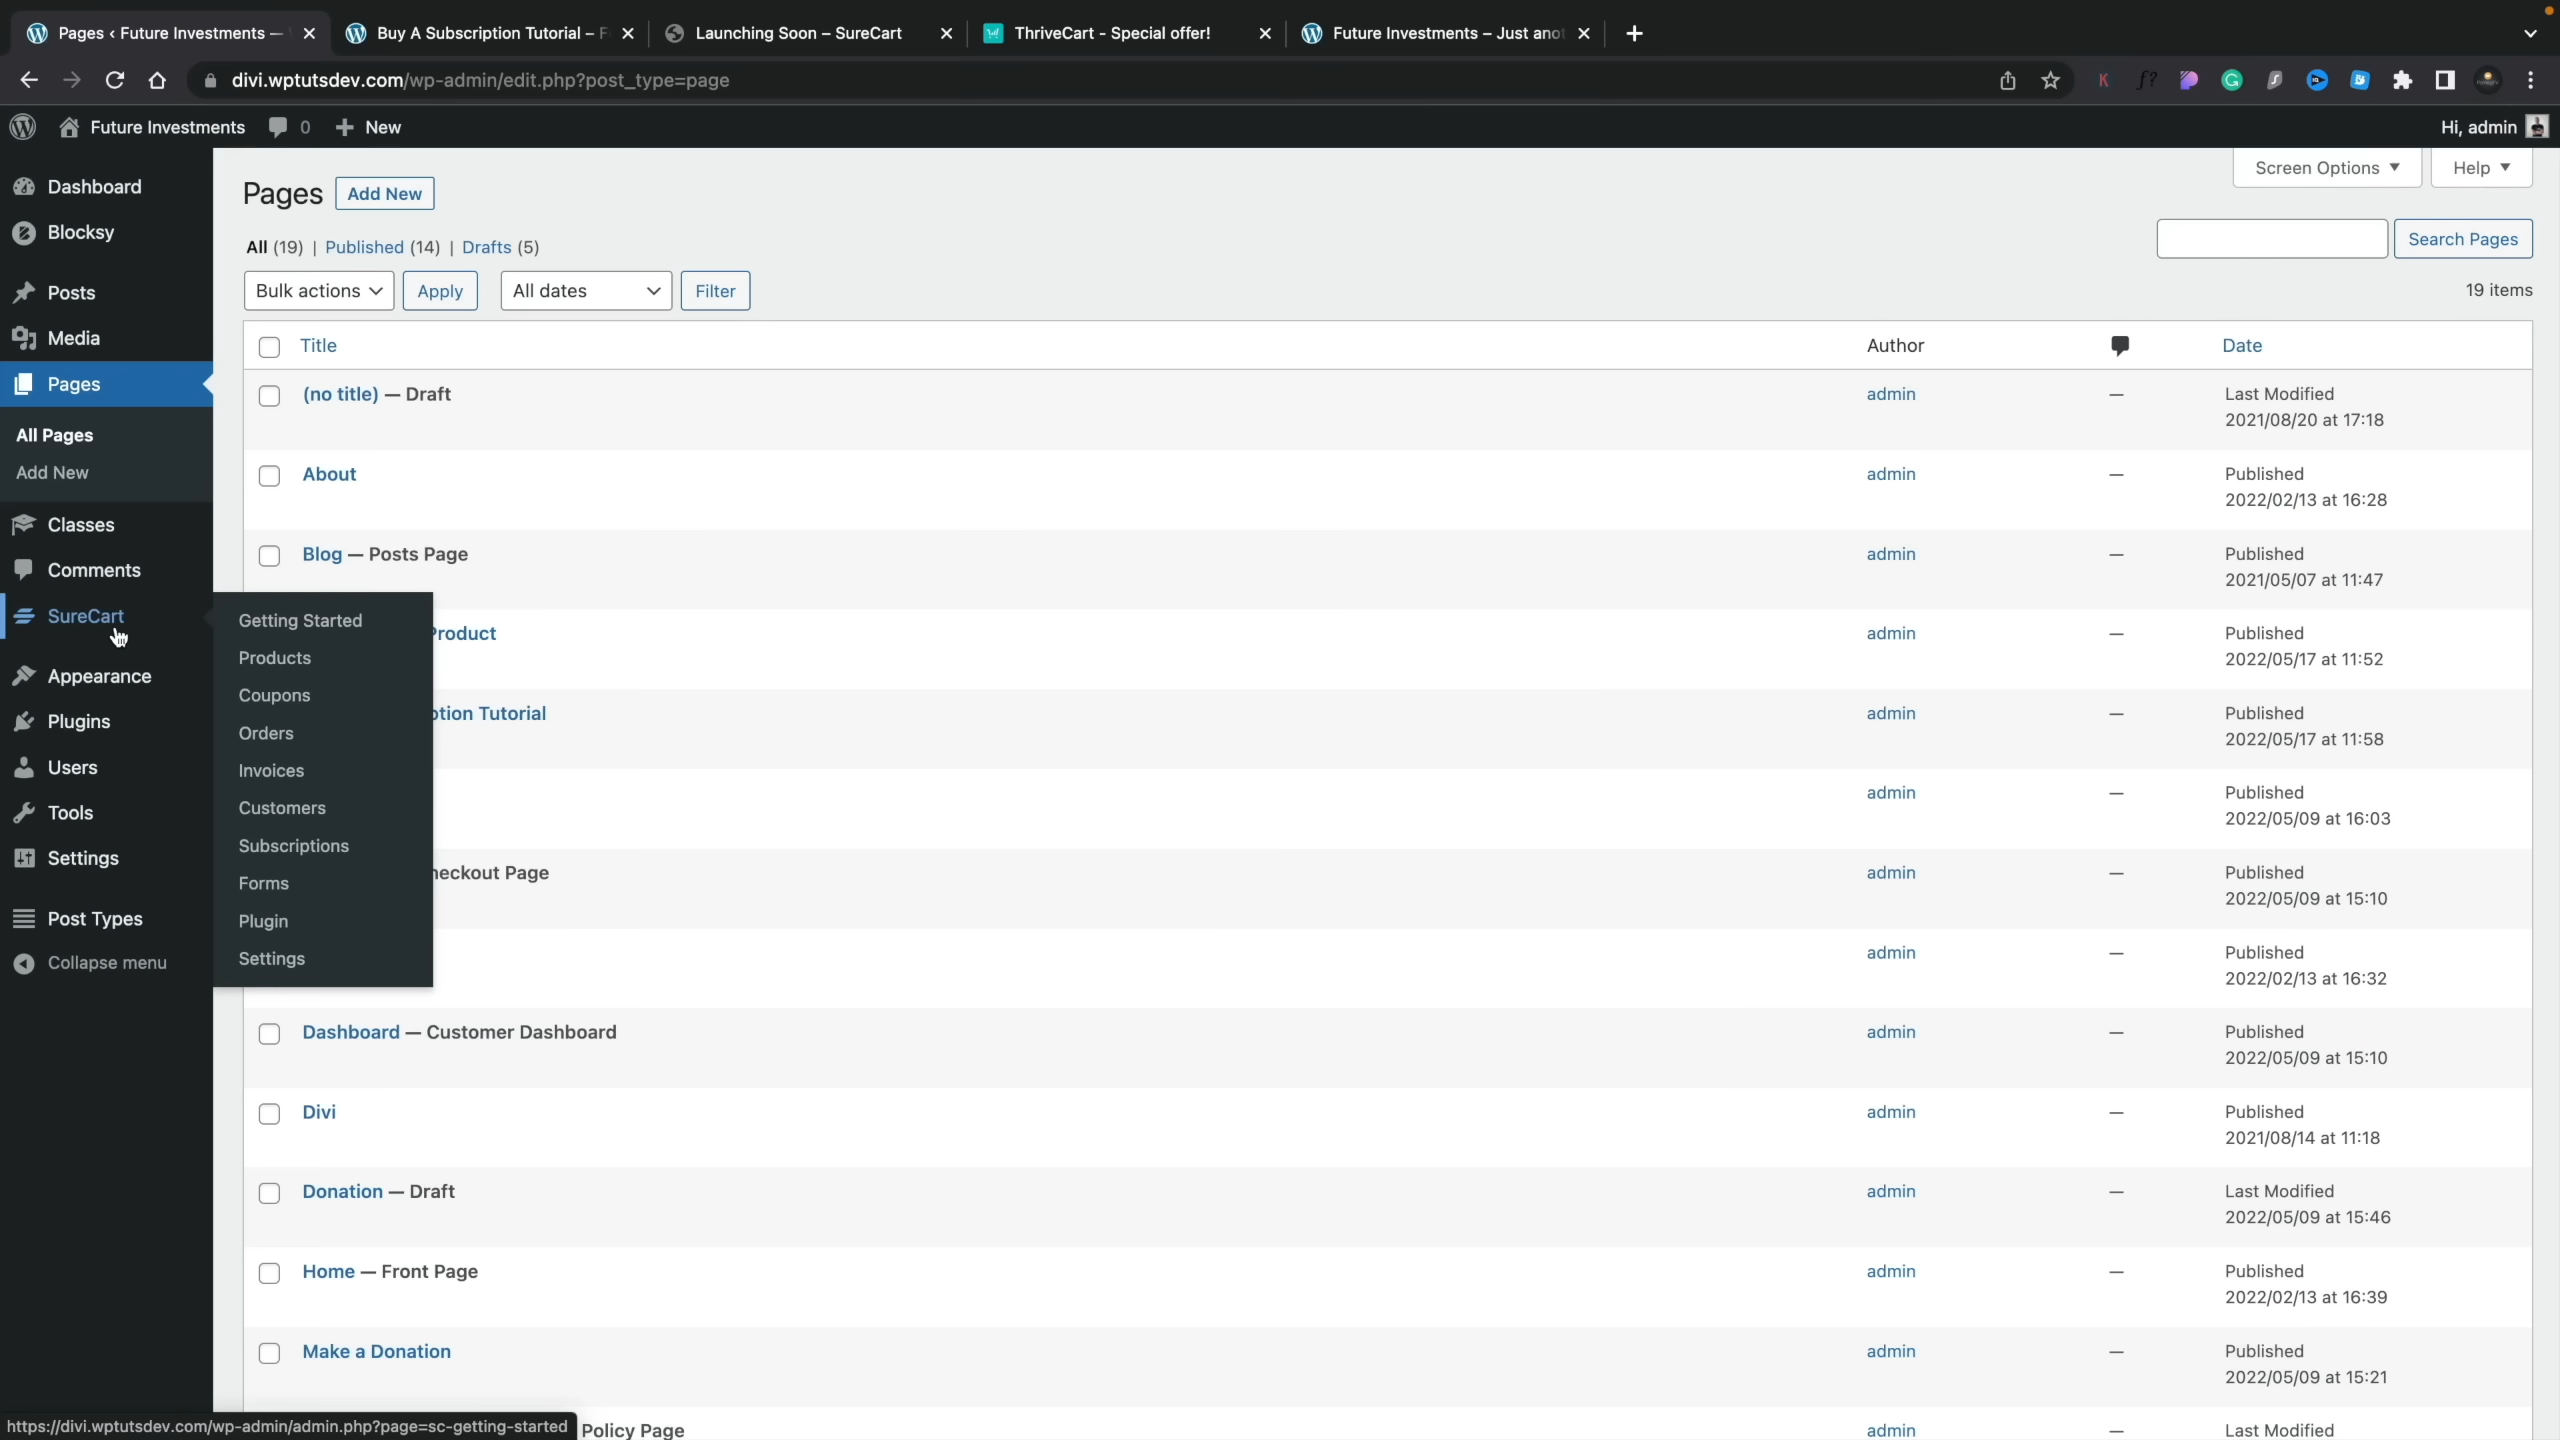 Pages ‹ Future Investments —
Buy A Subscription Tutorial – F
Launching Soon – SureCart
ThriveCart - Special offer!
Future Investments – Just anot
divi.wptutsdev.com/wp-admin/edit.php?post_type=page
Future Investments
0
New
Hi, admin
Dashboard
Blocksy
Posts
Media
Pages
All Pages
Add New
Classes
Comments
SureCart
Appearance
Plugins
Users
Tools
Settings
Post Types
Collapse menu
Getting Started
Products
Coupons
Orders
Invoices
Customers
Subscriptions
Forms
Plugin
Settings
Pages
Add New
Screen Options
Help
All (19) | Published (14) | Drafts (5)
Search Pages
Bulk actions
Apply
All dates
Filter
19 items
Title
Author
Date
(no title) — Draft
admin
—
Last Modified
2021/08/20 at 17:18
About
admin
—
Published
2022/02/13 at 16:28
Blog — Posts Page
admin
—
Published
2021/05/07 at 11:47
Product
admin
—
Published
2022/05/17 at 11:52
ption Tutorial
admin
—
Published
2022/05/17 at 11:58
admin
—
Published
2022/05/09 at 16:03
heckout Page
admin
—
Published
2022/05/09 at 15:10
admin
—
Published
2022/02/13 at 16:32
Dashboard — Customer Dashboard
admin
—
Published
2022/05/09 at 15:10
Divi
admin
—
Published
2021/08/14 at 11:18
Donation — Draft
admin
—
Last Modified
2022/05/09 at 15:46
Home — Front Page
admin
—
Published
2022/02/13 at 16:39
Make a Donation
admin
—
Published
2022/05/09 at 15:21
Policy Page
admin
—
Last Modified
https://divi.wptutsdev.com/wp-admin/admin.php?page=sc-getting-started